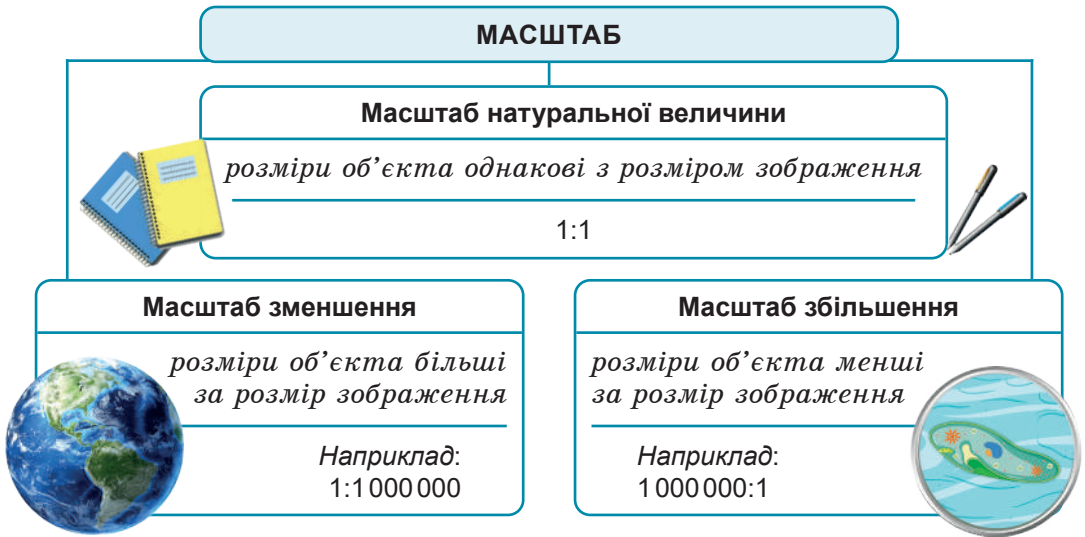 МАСШТАБ
Масштаб натуральної величини
розміри об’єкта однакові з розміром зображення
1:1
Масштаб зменшення
розміри об’єкта більші
за розмір зображення
Наприклад:
1:1 000 000
Масштаб збільшення
розміри об’єкта менші
за розмір зображення
Наприклад:
1 000 000:1